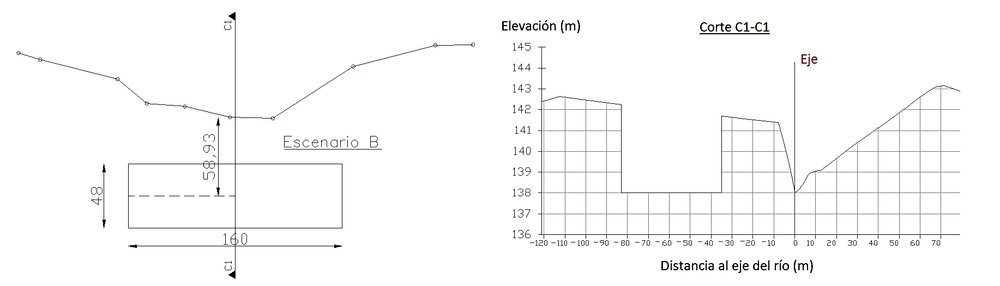 C1
58,93
Escenario B
48
160
C1
Elevación (m)
Corte C1-C1
Eje
145
144
143
142
141
140
139
138
137
136
-120 -110 -100 -90 -80 -70 -60 -50 -40 -30 -20 -10 0 10 20 30 40 50 60 70
Distancia al eje del río (m)